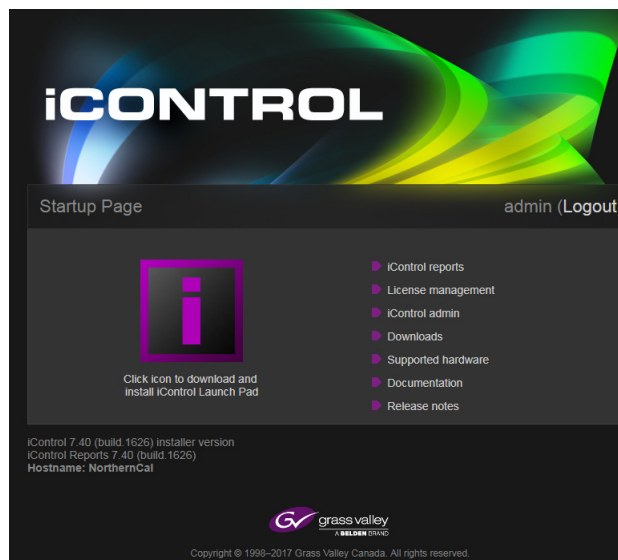 iCONTROL
Startup Page
admin (Logout
i
Click icon to download and
install iControl Launch Pad
iControl reports
License management
iControl admin
Downloads
Supported hardware
Documentation
Release notes
iControl 7.40 (build.1626) installer version
iControl Reports 7.40 (build.1626)
Hostname: NorthernCal
GV grass valley
A BELDEN BRAND
Copyright © 1998–2017 Grass Valley Canada. All rights reserved.